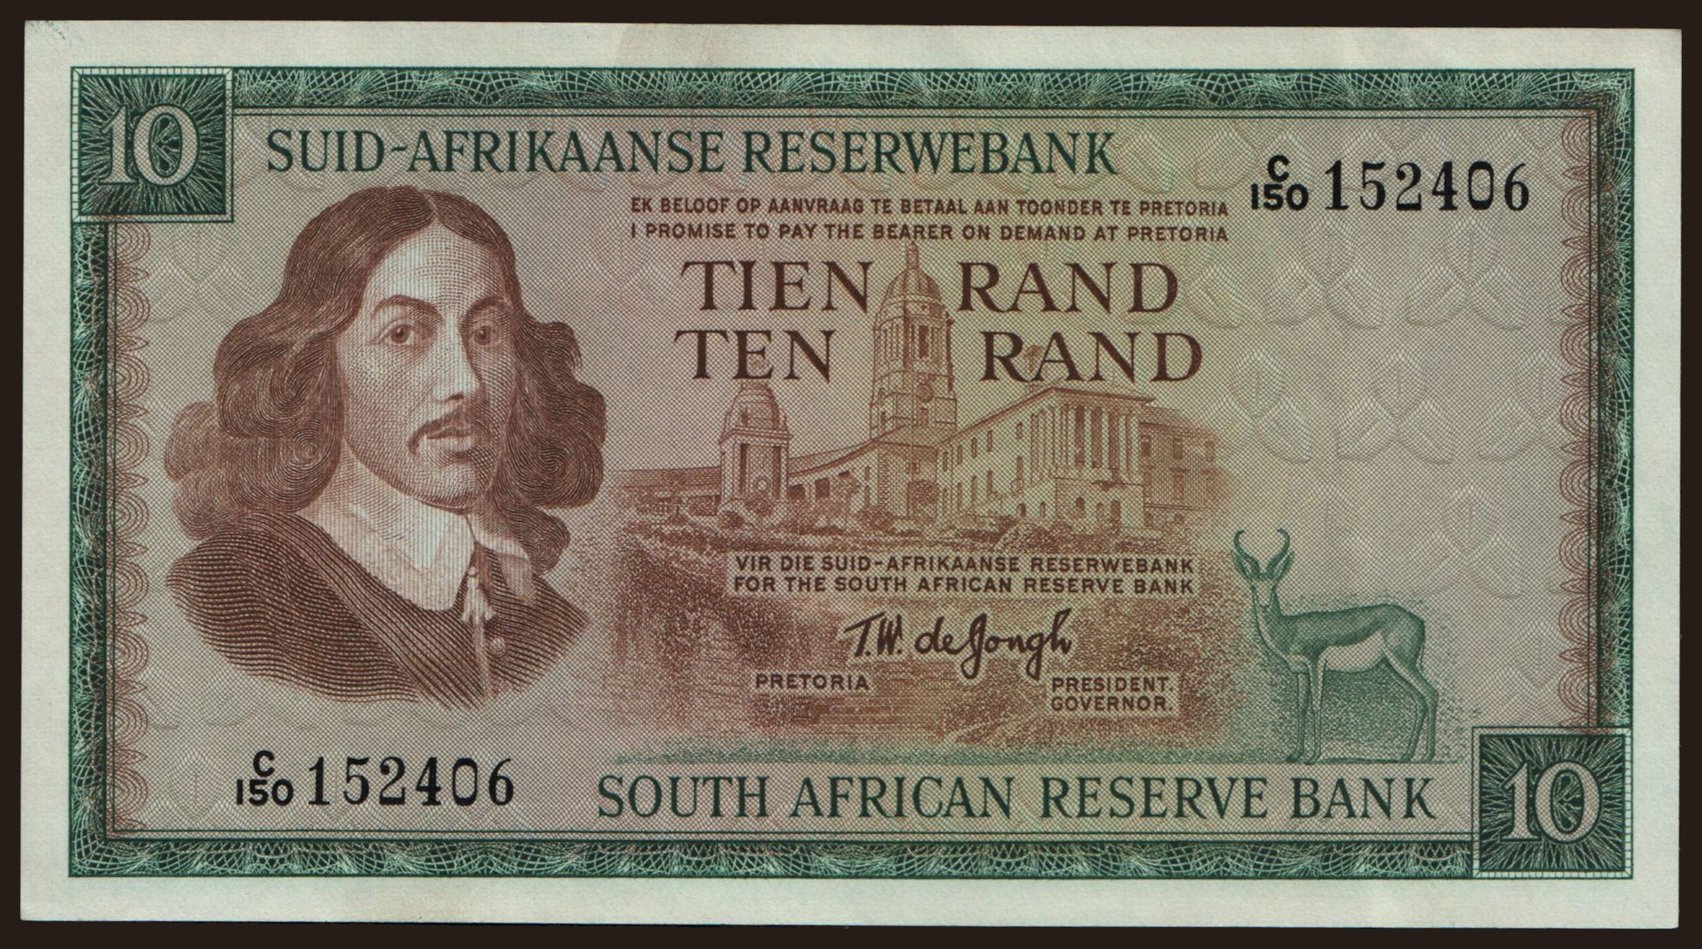 10
SUID-AFRIKAANSE RESERWEBANK
C/150 152406
EK BELOOF OP AANVRAAG TE BETAAL AAN TOONDER TE PRETORIA
I PROMISE TO PAY THE BEARER ON DEMAND AT PRETORIA
TIEN RAND
TEN RAND
VIR DIE SUID-AFRIKAANSE RESERWEBANK
FOR THE SOUTH AFRICAN RESERVE BANK
T.W. de Jongh
PRETORIA
PRESIDENT.
GOVERNOR.
C/150 152406
SOUTH AFRICAN RESERVE BANK
10